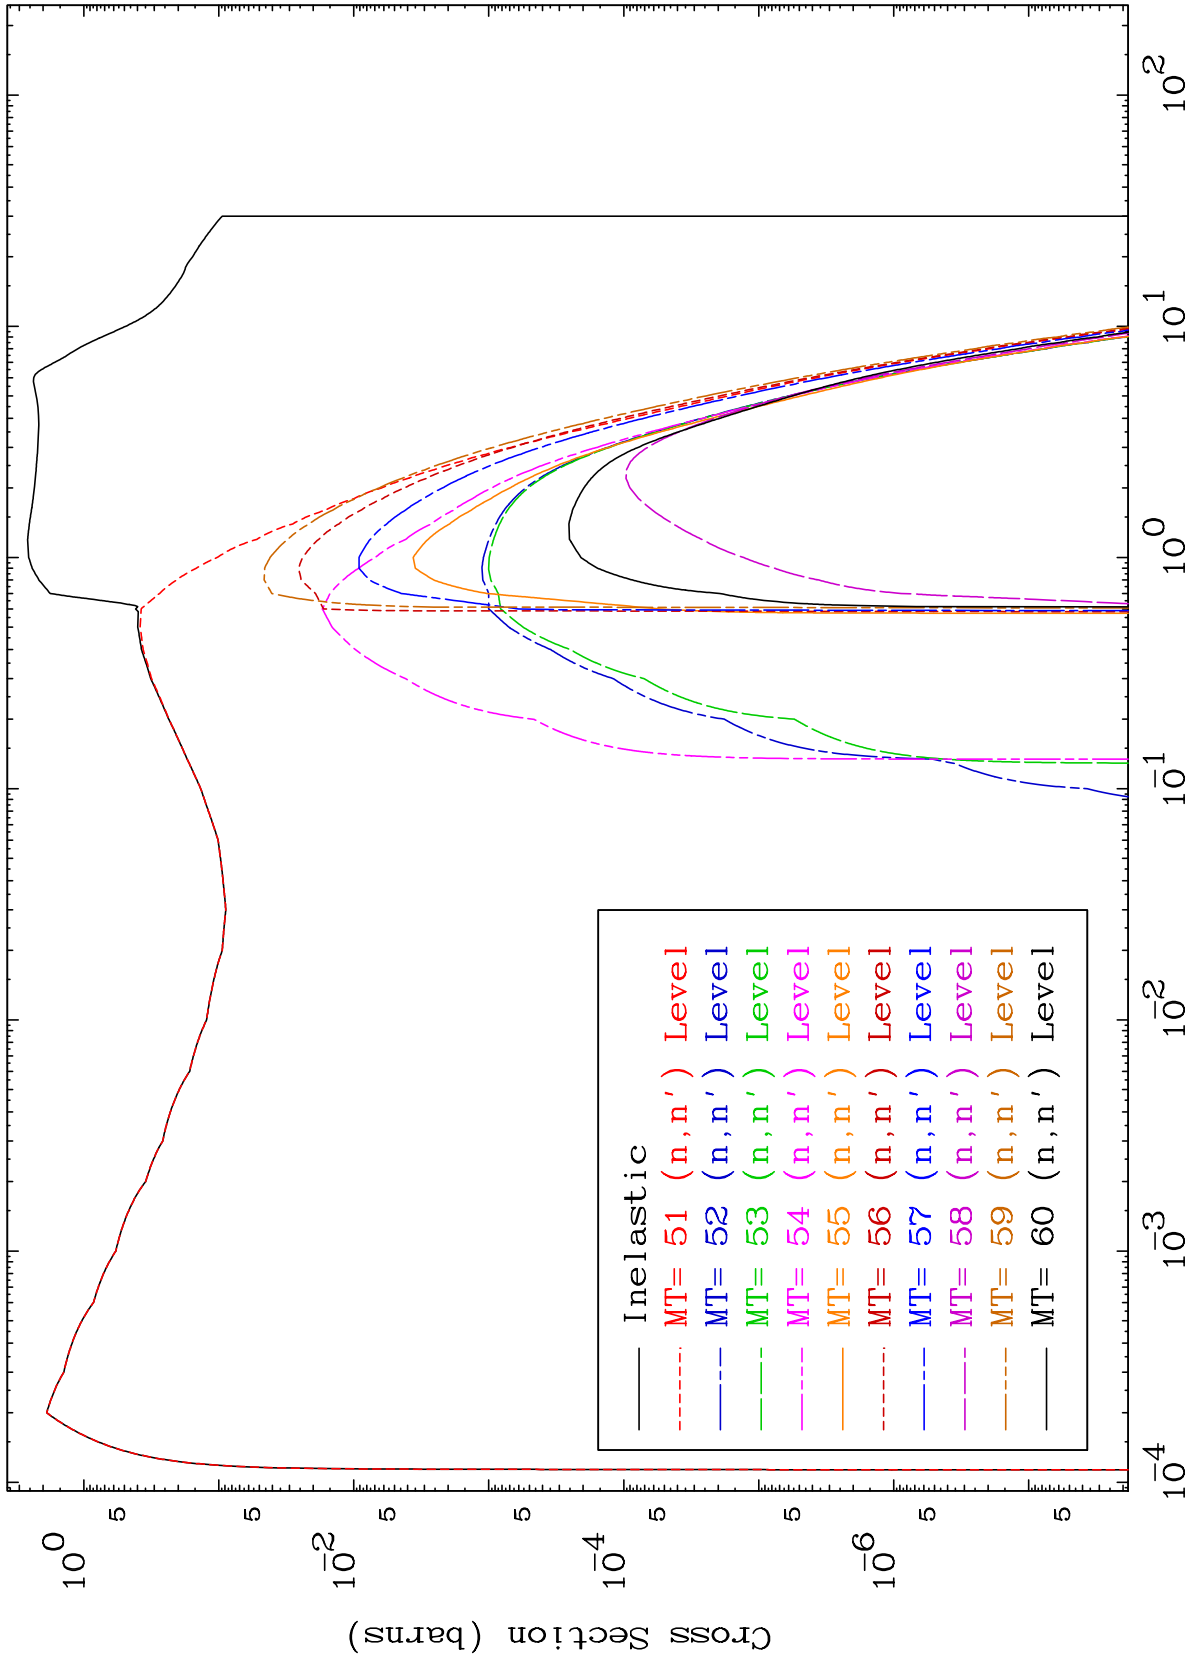 Cross Section (barns)
10^0
5
5
10^-2
5
5
10^-4
5
5
10^-6
5
5
Inelastic
MT= 51 (n,n') Level
MT= 52 (n,n') Level
MT= 53 (n,n') Level
MT= 54 (n,n') Level
MT= 55 (n,n') Level
MT= 56 (n,n') Level
MT= 57 (n,n') Level
MT= 58 (n,n') Level
MT= 59 (n,n') Level
MT= 60 (n,n') Level
10^-4
10^-3
10^-2
10^-1
10^0
10^1
10^2